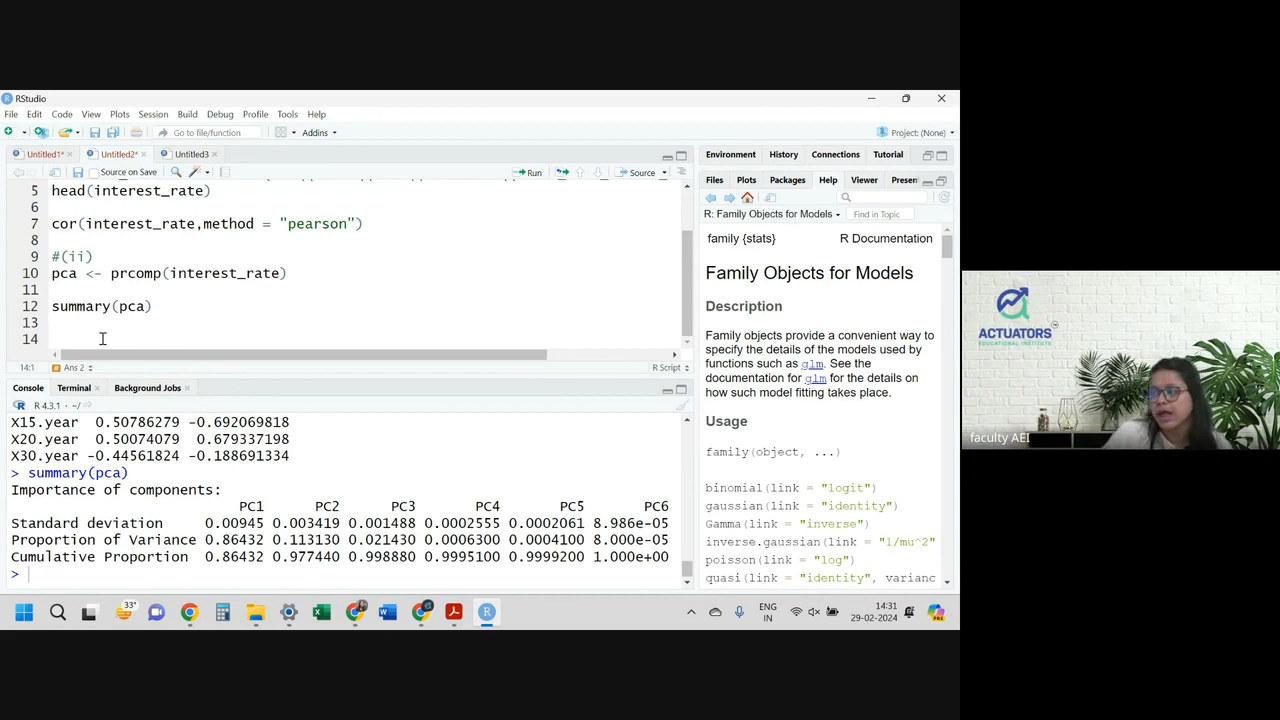 RStudio
File Edit Code View Plots Session Build Debug Profile Tools Help
Go to file/function
Addins
Project: (None)
Untitled1*
Untitled2*
Untitled3
Source on Save
Run
Source
5 head(interest_rate)
6
7 cor(interest_rate,method = "pearson")
8
9 #(ii)
10 pca <- prcomp(interest_rate)
11
12 summary(pca)
13
14
14:1
Ans 2
R Script
Console Terminal Background Jobs
R 4.3.1 · ~/
X15.year 0.50786279 -0.692069818
X20.year 0.50074079 0.679337198
X30.year -0.44561824 -0.188691334
> summary(pca)
Importance of components:
PC1 PC2 PC3 PC4 PC5 PC6
Standard deviation 0.00945 0.003419 0.001488 0.0002555 0.0002061 8.986e-05
Proportion of Variance 0.86432 0.113130 0.021430 0.0006300 0.0004100 8.000e-05
Cumulative Proportion 0.86432 0.977440 0.998880 0.9995100 0.9999200 1.000e+00
>
Environment History Connections Tutorial
Files Plots Packages Help Viewer Presen
R: Family Objects for Models
Find in Topic
family {stats} R Documentation
Family Objects for Models
Description
Family objects provide a convenient way to
specify the details of the models used by
functions such as glm. See the
documentation for glm for the details on
how such model fitting takes place.
Usage
family(object, ...)
binomial(link = "logit")
gaussian(link = "identity")
Gamma(link = "inverse")
inverse.gaussian(link = "1/mu^2"
poisson(link = "log")
quasi(link = "identity", varianc
33°
ENG
IN
14:31
29-02-2024
ACTUATORS
EDUCATIONAL INSTITUTE
faculty AEI